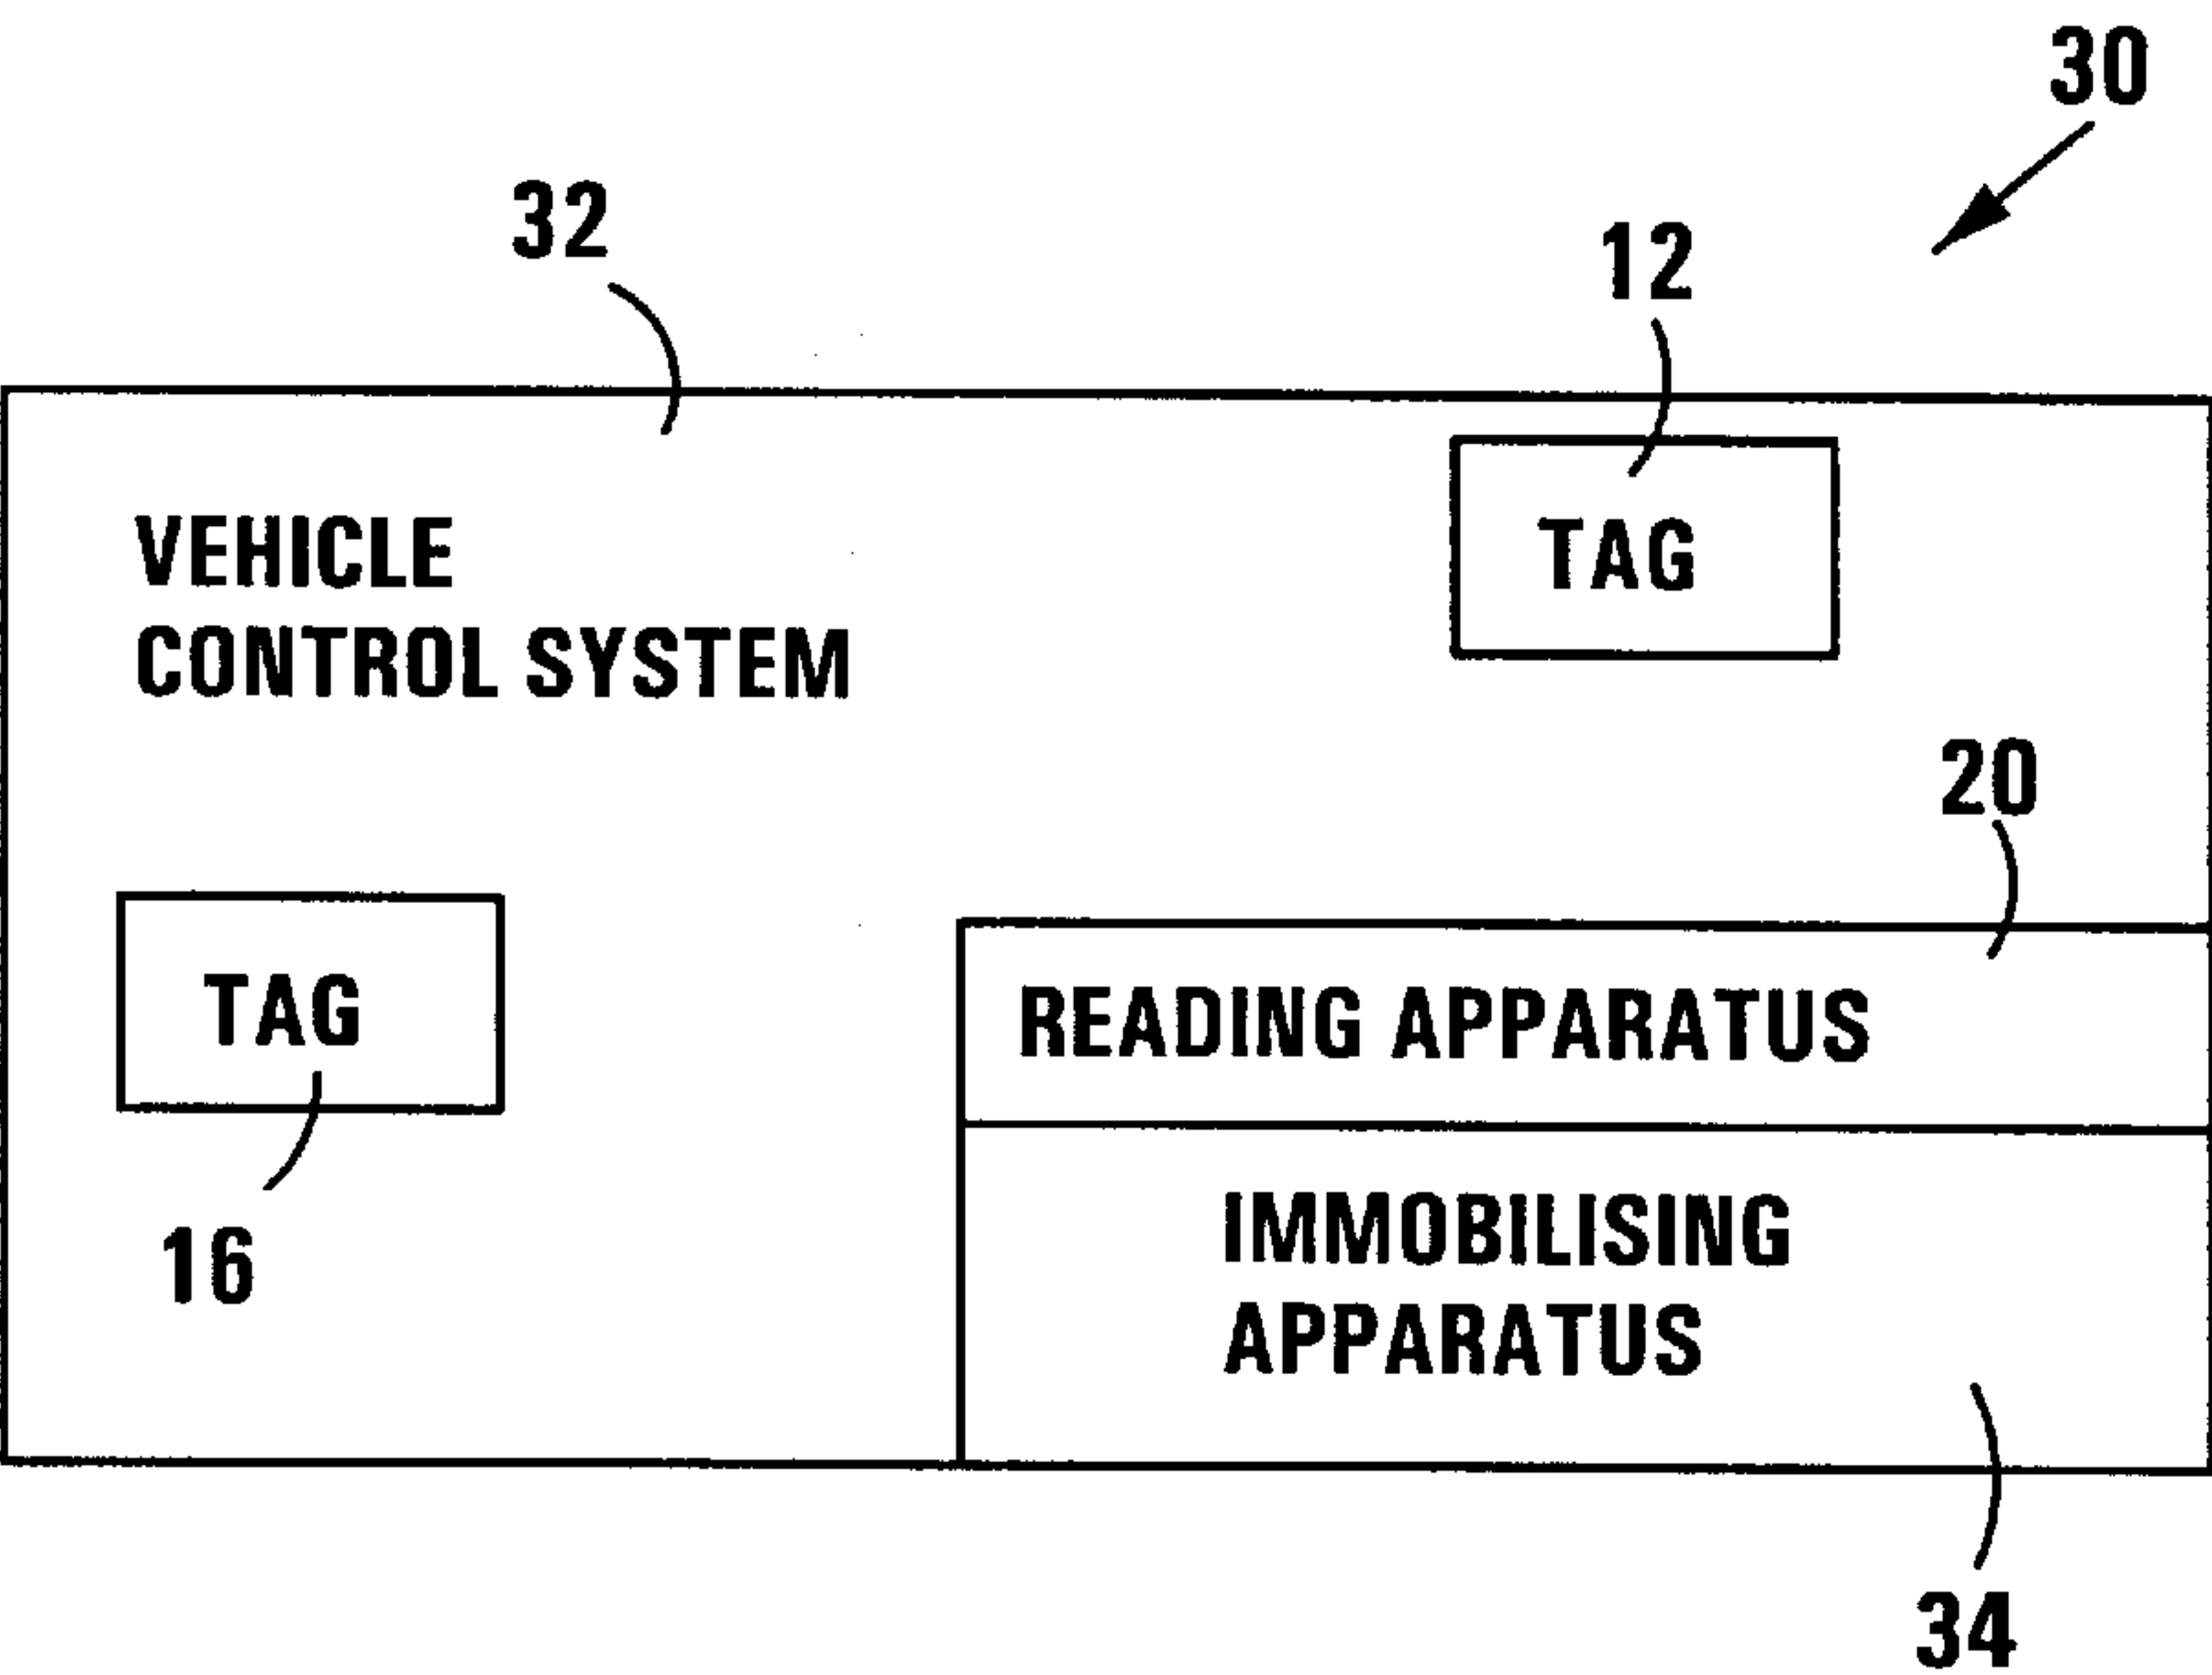 30
32
12
VEHICLE
CONTROL SYSTEM
TAG
20
TAG
READING APPARATUS
16
IMMOBILISING
APPARATUS
34